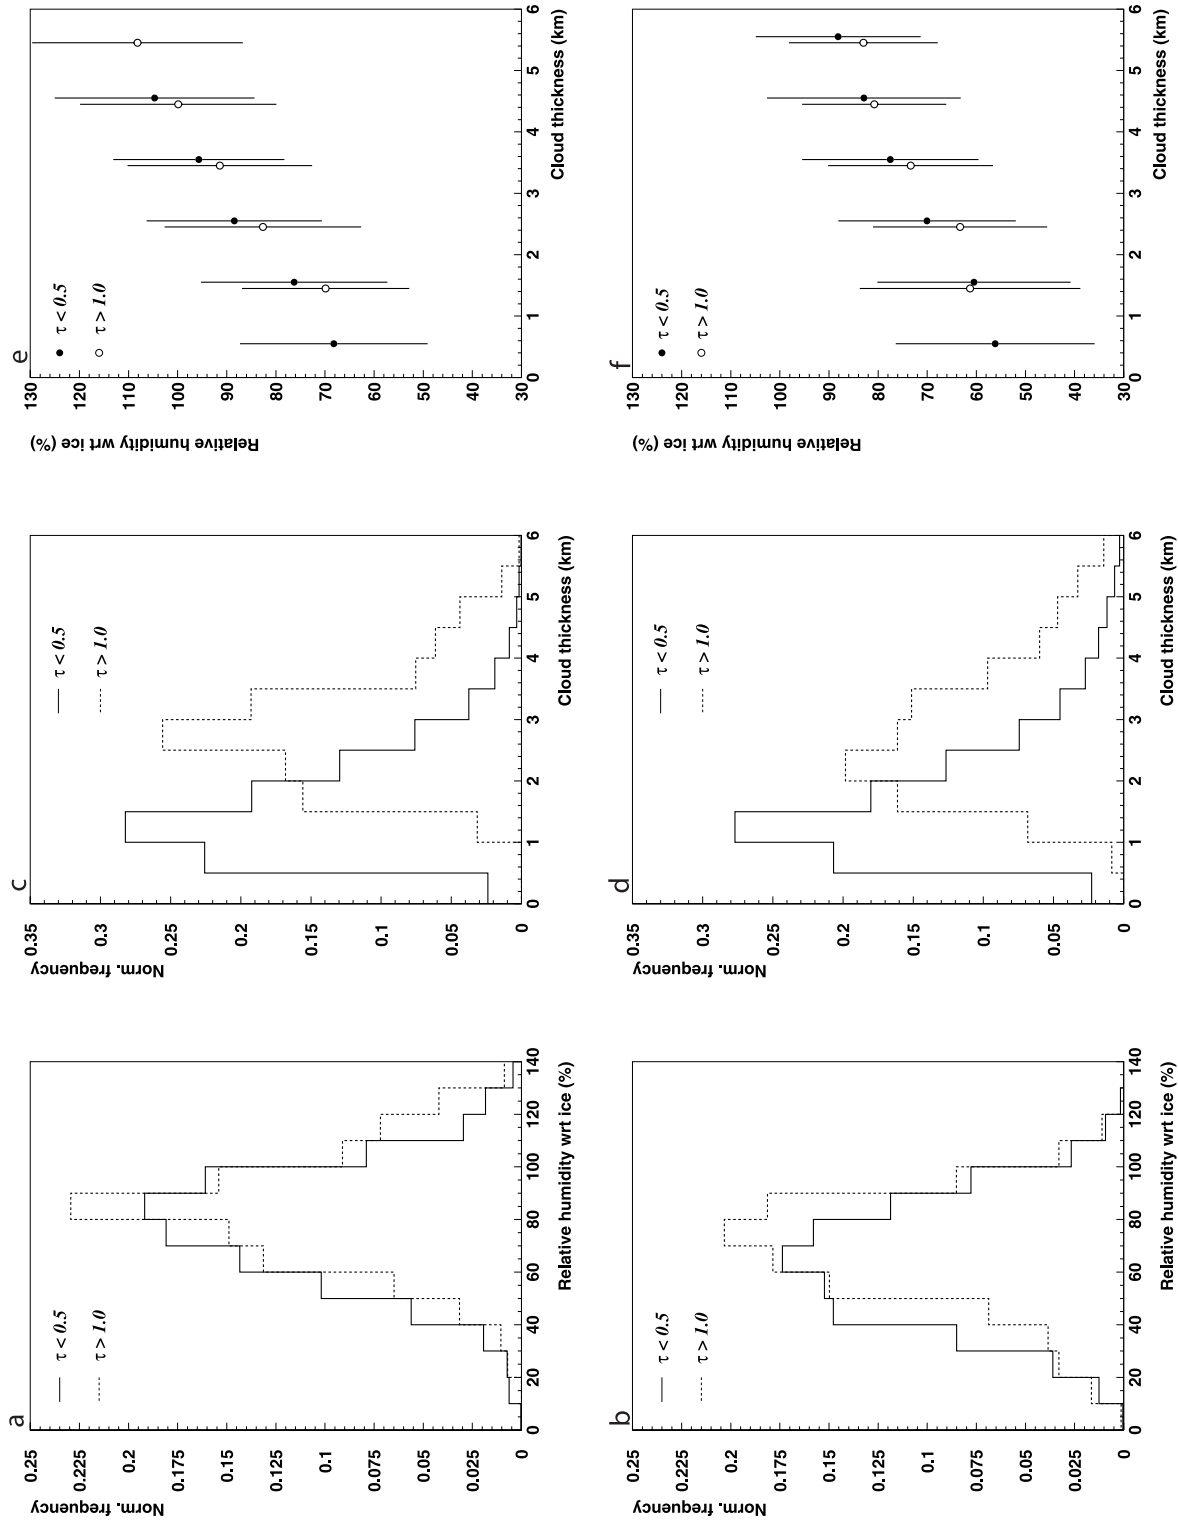 a
Norm. frequency
0.25
0.225
0.2
0.175
0.15
0.125
0.1
0.075
0.05
0.025
0
0 20 40 60 80 100 120 140
Relative humidity wrt ice (%)
τ < 0.5
τ > 1.0
c
Norm. frequency
0.35
0.3
0.25
0.2
0.15
0.1
0.05
0
0 1 2 3 4 5 6
Cloud thickness (km)
τ < 0.5
τ > 1.0
e
Relative humidity wrt ice (%)
130
120
110
100
90
80
70
60
50
40
30
0 1 2 3 4 5 6
Cloud thickness (km)
τ < 0.5
τ > 1.0
b
Norm. frequency
0.25
0.225
0.2
0.175
0.15
0.125
0.1
0.075
0.05
0.025
0
0 20 40 60 80 100 120 140
Relative humidity wrt ice (%)
τ < 0.5
τ > 1.0
d
Norm. frequency
0.35
0.3
0.25
0.2
0.15
0.1
0.05
0
0 1 2 3 4 5 6
Cloud thickness (km)
τ < 0.5
τ > 1.0
f
Relative humidity wrt ice (%)
130
120
110
100
90
80
70
60
50
40
30
0 1 2 3 4 5 6
Cloud thickness (km)
τ < 0.5
τ > 1.0